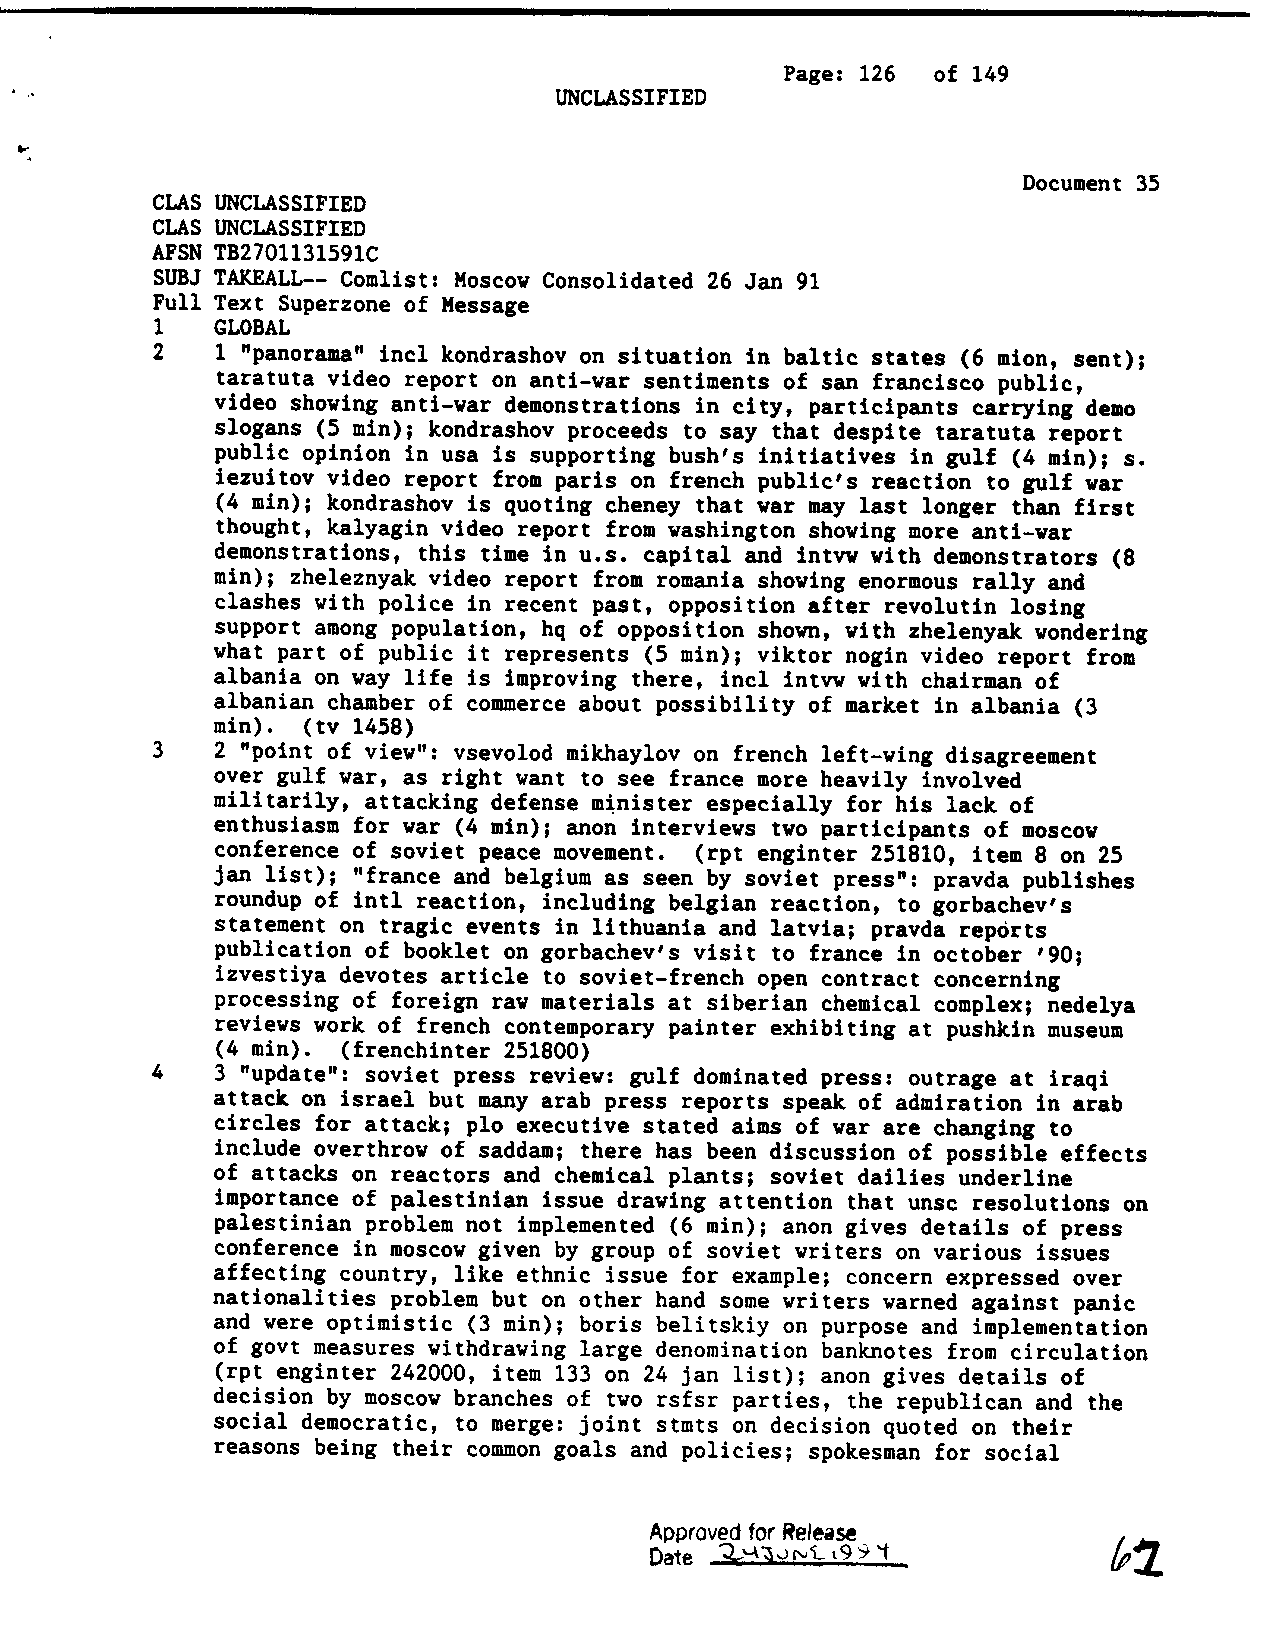 Page: 126 of 149
UNCLASSIFIED
Document 35
CLAS UNCLASSIFIED
CLAS UNCLASSIFIED
AFSN TB2701131591C
SUBJ TAKEALL-- Comlist: Moscow Consolidated 26 Jan 91
Full Text Superzone of Message
1 GLOBAL
2 1 "panorama" incl kondrashov on situation in baltic states (6 mion, sent);
taratuta video report on anti-war sentiments of san francisco public,
video showing anti-war demonstrations in city, participants carrying demo
slogans (5 min); kondrashov proceeds to say that despite taratuta report
public opinion in usa is supporting bush's initiatives in gulf (4 min); s.
iezuitov video report from paris on french public's reaction to gulf war
(4 min); kondrashov is quoting cheney that war may last longer than first
thought, kalyagin video report from washington showing more anti-war
demonstrations, this time in u.s. capital and intvw with demonstrators (8
min); zheleznyak video report from romania showing enormous rally and
clashes with police in recent past, opposition after revolutin losing
support among population, hq of opposition shown, with zhelenyak wondering
what part of public it represents (5 min); viktor nogin video report from
albania on way life is improving there, incl intvw with chairman of
albanian chamber of commerce about possibility of market in albania (3
min). (tv 1458)
3 2 "point of view": vsevolod mikhaylov on french left-wing disagreement
over gulf war, as right want to see france more heavily involved
militarily, attacking defense minister especially for his lack of
enthusiasm for war (4 min); anon interviews two participants of moscow
conference of soviet peace movement. (rpt enginter 251810, item 8 on 25
jan list); "france and belgium as seen by soviet press": pravda publishes
roundup of intl reaction, including belgian reaction, to gorbachev's
statement on tragic events in lithuania and latvia; pravda reports
publication of booklet on gorbachev's visit to france in october '90;
izvestiya devotes article to soviet-french open contract concerning
processing of foreign raw materials at siberian chemical complex; nedelya
reviews work of french contemporary painter exhibiting at pushkin museum
(4 min). (frenchinter 251800)
4 3 "update": soviet press review: gulf dominated press: outrage at iraqi
attack on israel but many arab press reports speak of admiration in arab
circles for attack; plo executive stated aims of war are changing to
include overthrow of saddam; there has been discussion of possible effects
of attacks on reactors and chemical plants; soviet dailies underline
importance of palestinian issue drawing attention that unsc resolutions on
palestinian problem not implemented (6 min); anon gives details of press
conference in moscow given by group of soviet writers on various issues
affecting country, like ethnic issue for example; concern expressed over
nationalities problem but on other hand some writers warned against panic
and were optimistic (3 min); boris belitskiy on purpose and implementation
of govt measures withdrawing large denomination banknotes from circulation
(rpt enginter 242000, item 133 on 24 jan list); anon gives details of
decision by moscow branches of two rsfsr parties, the republican and the
social democratic, to merge: joint stmts on decision quoted on their
reasons being their common goals and policies; spokesman for social
Approved for Release
Date 24 JUNE 1994
61